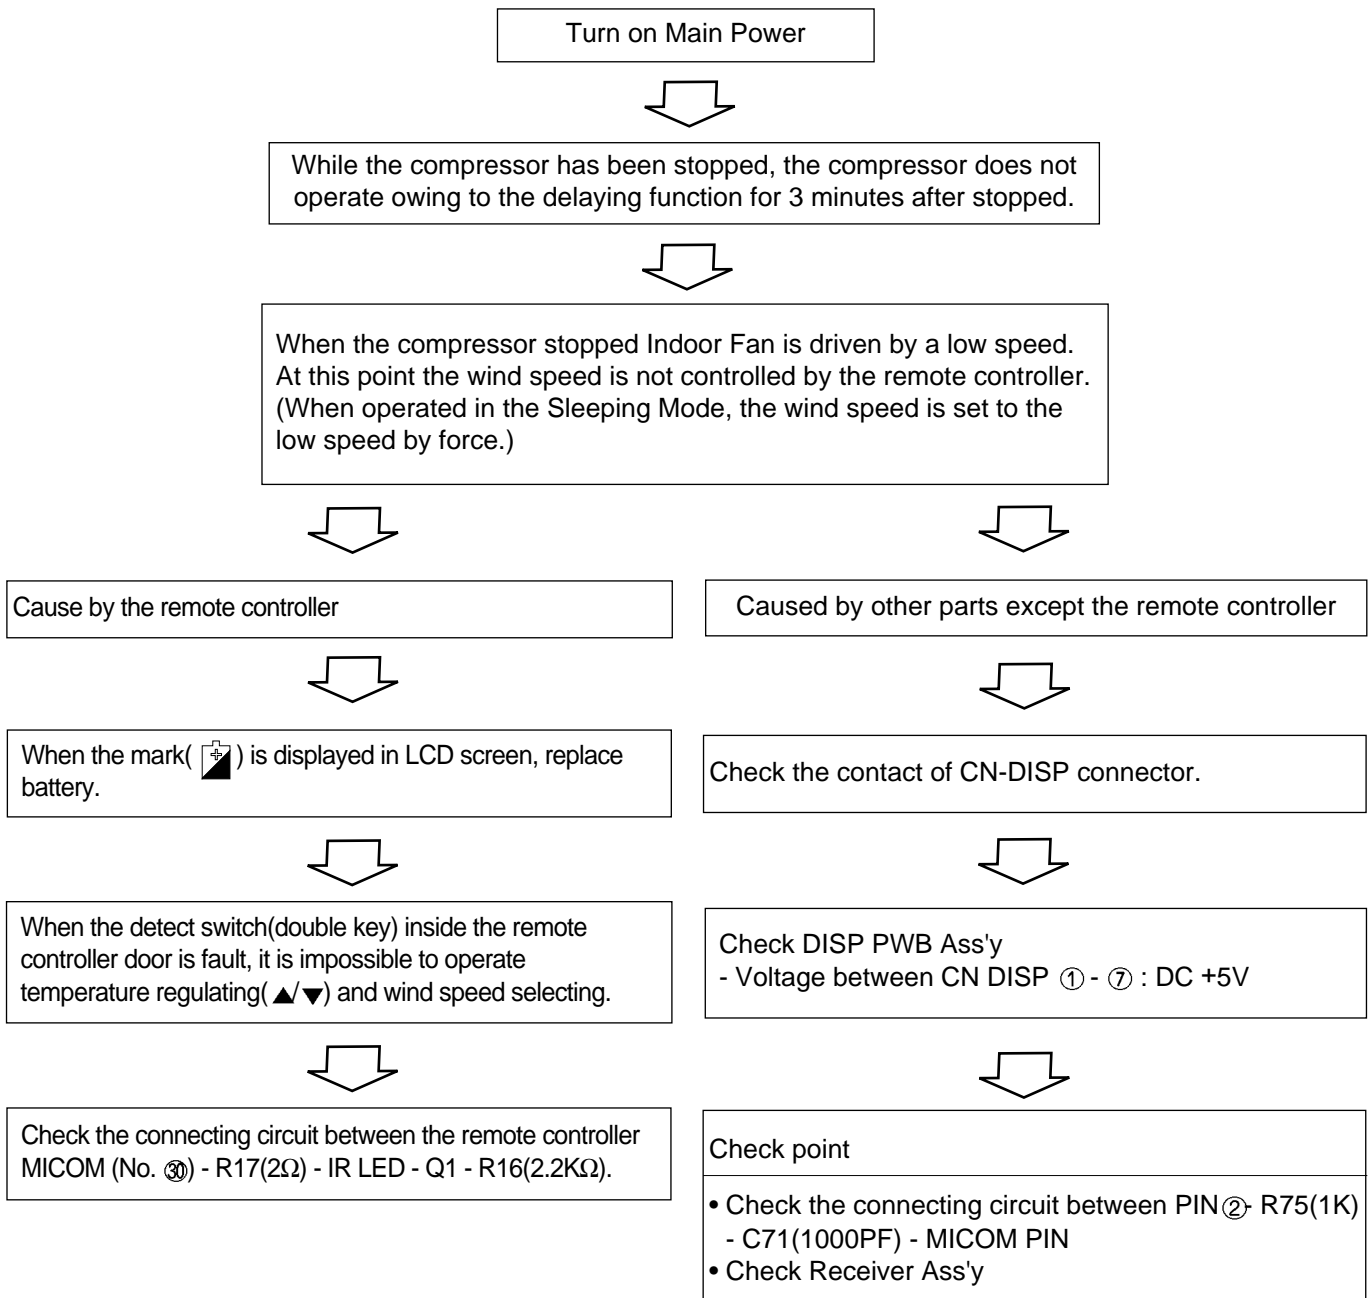 Turn on Main Power
While the compressor has been stopped, the compressor does not
operate owing to the delaying function for 3 minutes after stopped.
When the compressor stopped Indoor Fan is driven by a low speed.
At this point the wind speed is not controlled by the remote controller.
(When operated in the Sleeping Mode, the wind speed is set to the
low speed by force.)
Cause by the remote controller
When the mark( ) is displayed in LCD screen, replace
battery.
When the detect switch(double key) inside the remote
controller door is fault, it is impossible to operate
temperature regulating(▲/▼) and wind speed selecting.
Check the connecting circuit between the remote controller
MICOM (No. ㉚) - R17(2Ω) - IR LED - Q1 - R16(2.2KΩ).
Caused by other parts except the remote controller
Check the contact of CN-DISP connector.
Check DISP PWB Ass'y
- Voltage between CN DISP ① - ⑦ : DC +5V
Check point
• Check the connecting circuit between PIN②- R75(1K)
- C71(1000PF) - MICOM PIN
• Check Receiver Ass'y